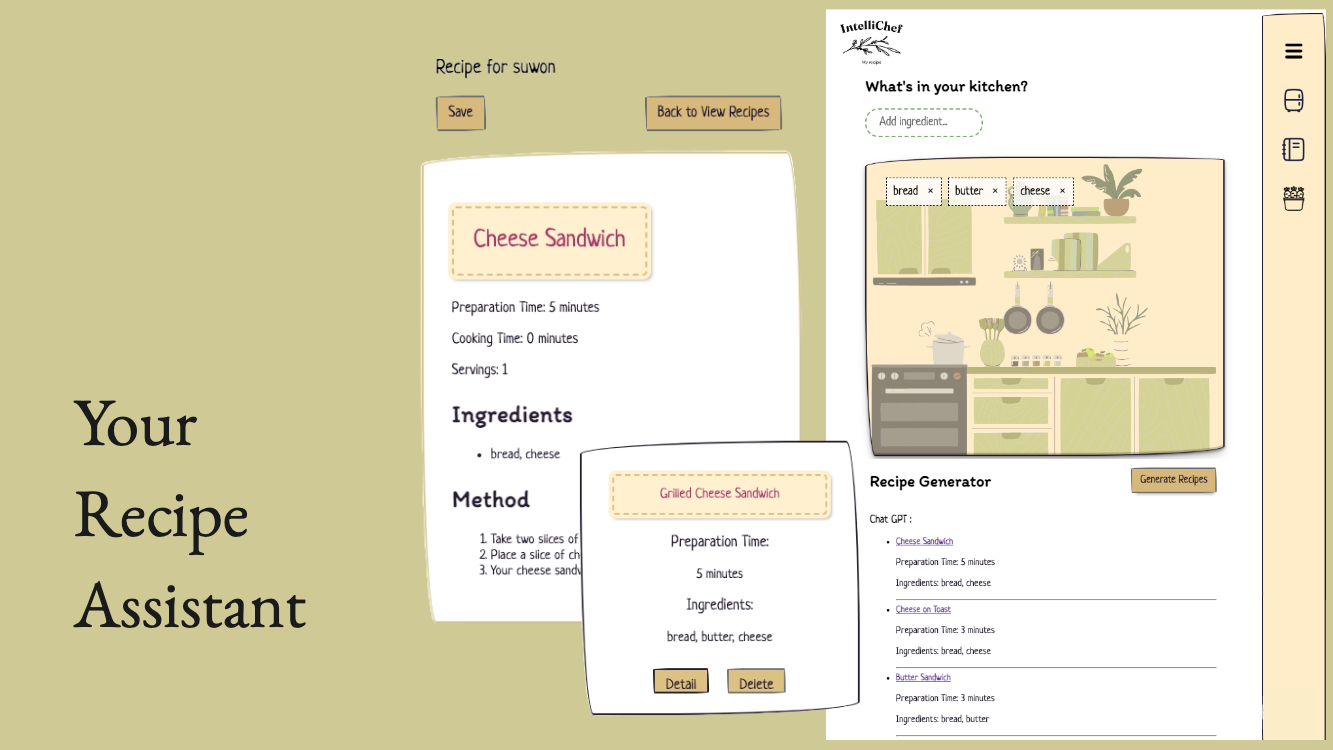 Your
Recipe
Assistant
Recipe for suwon
Save
Back to View Recipes
Cheese Sandwich
Preparation Time: 5 minutes
Cooking Time: 0 minutes
Servings: 1
Ingredients
• bread, cheese
Method
1. Take two slices of
2. Place a slice of ch
3. Your cheese sandw
Grilled Cheese Sandwich
Preparation Time:
5 minutes
Ingredients:
bread, butter, cheese
Detail
Delete
IntelliChef
My recipe
What's in your kitchen?
Add ingredient...
bread ×
butter ×
cheese ×
Recipe Generator
Generate Recipes
Chat GPT :
• Cheese Sandwich
Preparation Time: 5 minutes
Ingredients: bread, cheese
• Cheese on Toast
Preparation Time: 3 minutes
Ingredients: bread, cheese
• Butter Sandwich
Preparation Time: 3 minutes
Ingredients: bread, butter